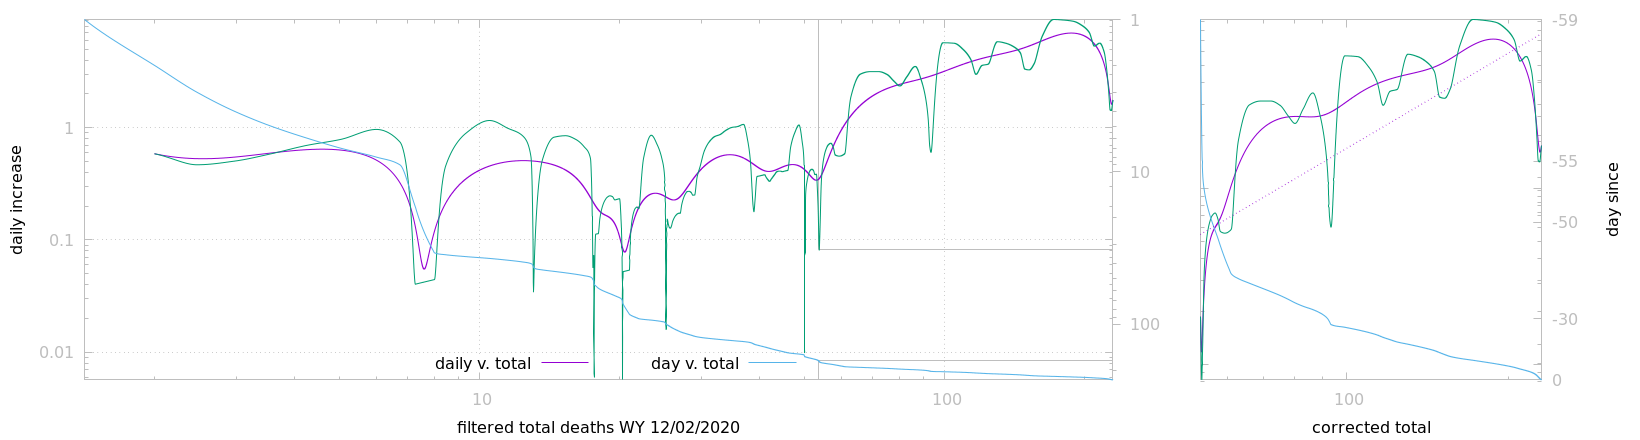 daily increase
1
0.1
0.01
1
10
100
daily v. total
day v. total
10
100
filtered total deaths WY 12/02/2020
-59
-55
-50
-30
0
day since
100
corrected total